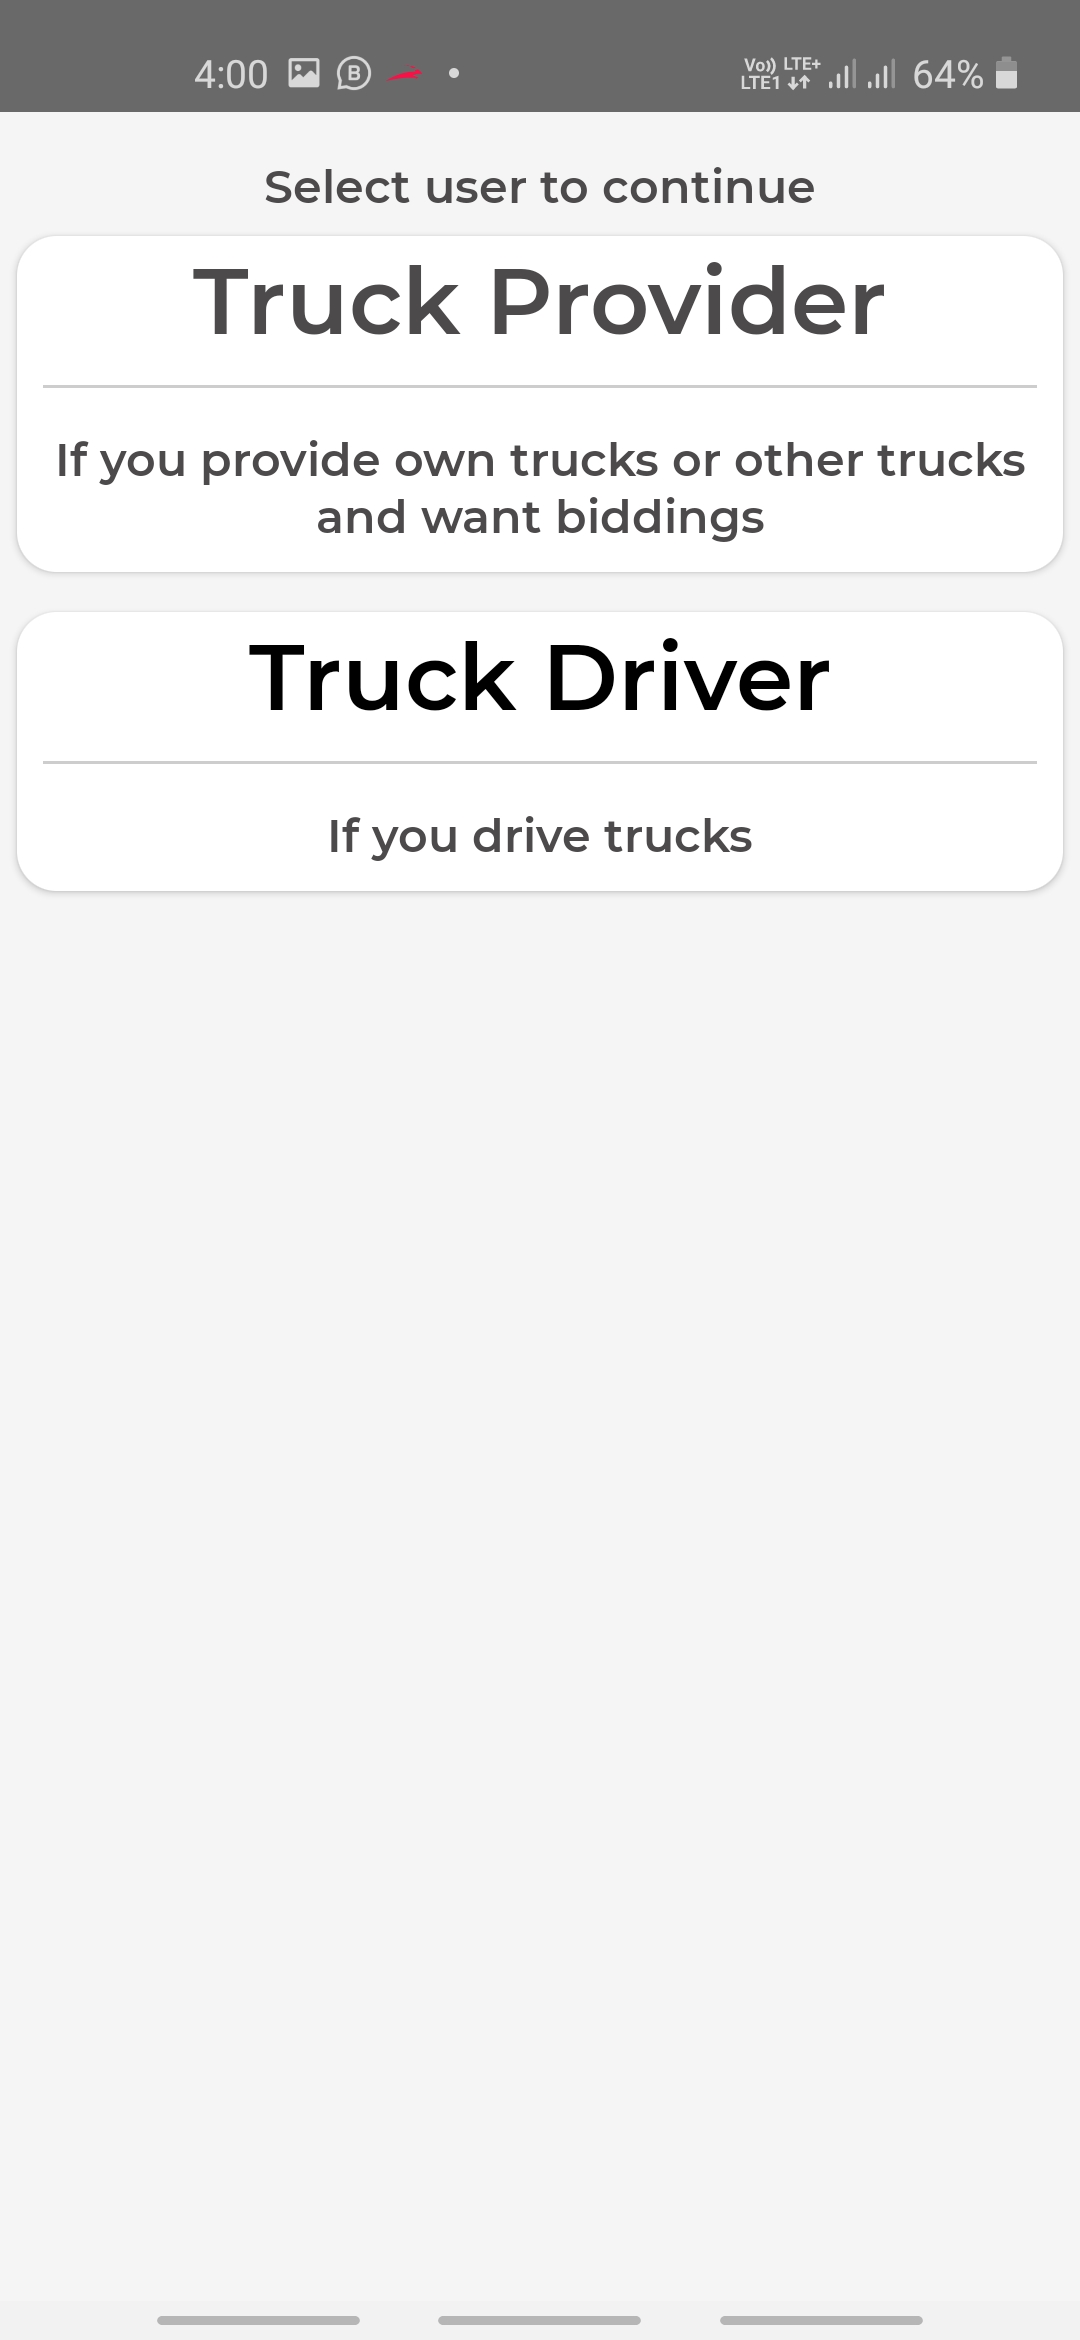 4:00 B Vo)) LTE+ LTE1 64%
Select user to continue
Truck Provider
If you provide own trucks or other trucks
and want biddings
Truck Driver
If you drive trucks